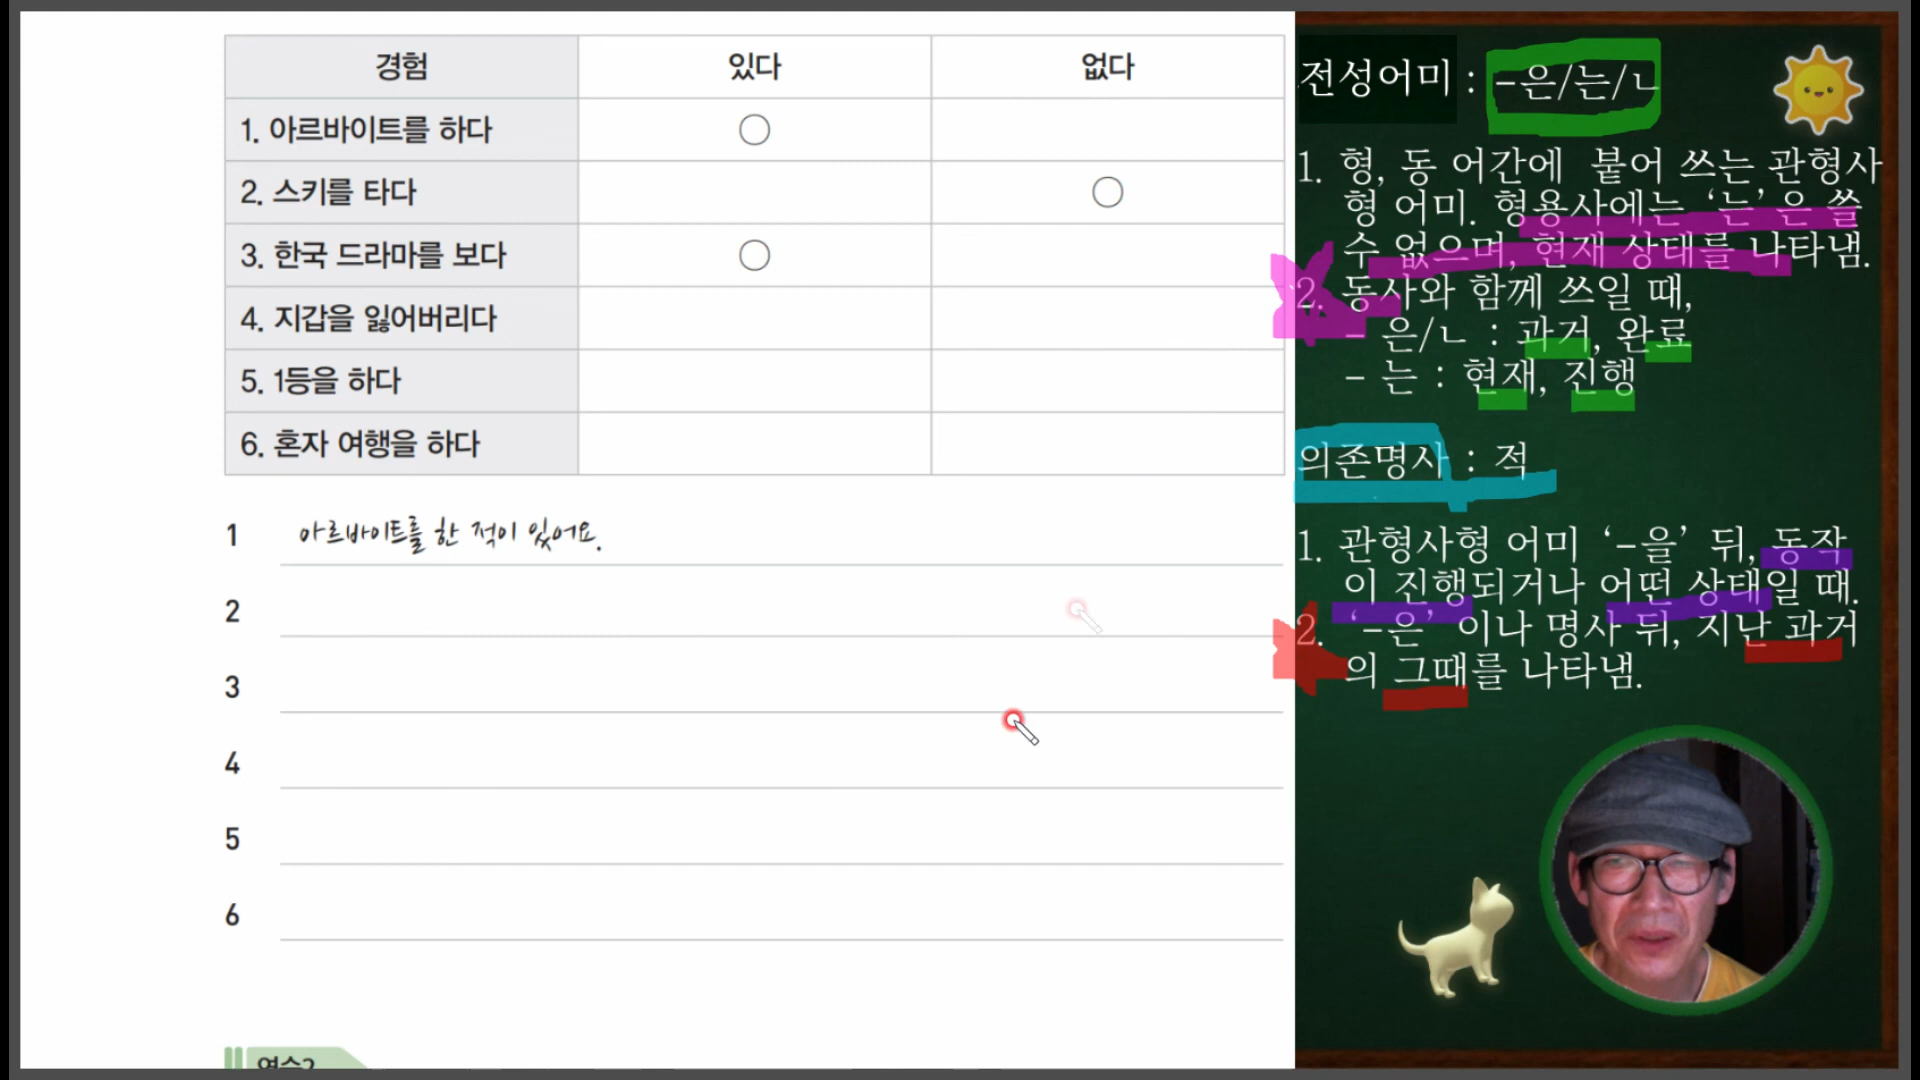 경험 있다 없다
1. 아르바이트를 하다 ○
2. 스키를 타다 ○
3. 한국 드라마를 보다 ○
4. 지갑을 잃어버리다
5. 1등을 하다
6. 혼자 여행을 하다
1 아르바이트를 한 적이 있어요.
2
3
4
5
6
연습2
전성어미 : -은/는/ㄴ
1. 형, 동 어간에 붙어 쓰는 관형사
형 어미. 형용사에는 ‘는’ 은 쓸
수 없으며, 현재 상태를 나타냄.
2. 동사와 함께 쓰일 때,
- 은/ㄴ : 과거, 완료
- 는 : 현재, 진행
의존명사 : 적
1. 관형사형 어미 ‘-을’ 뒤, 동작
이 진행되거나 어떤 상태일 때.
2. ‘-은’ 이나 명사 뒤, 지난 과거
의 그때를 나타냄.